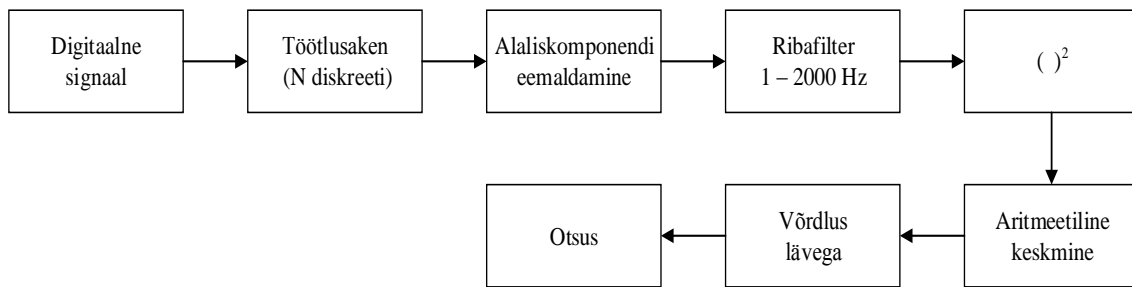 Digitaalne
signaal
Töötlusaken
(N diskreeti)
Alaliskomponendi
eemaldamine
Ribafilter
1 – 2000 Hz
( )²
Aritmeetiline
keskmine
Võrdlus
lävega
Otsus